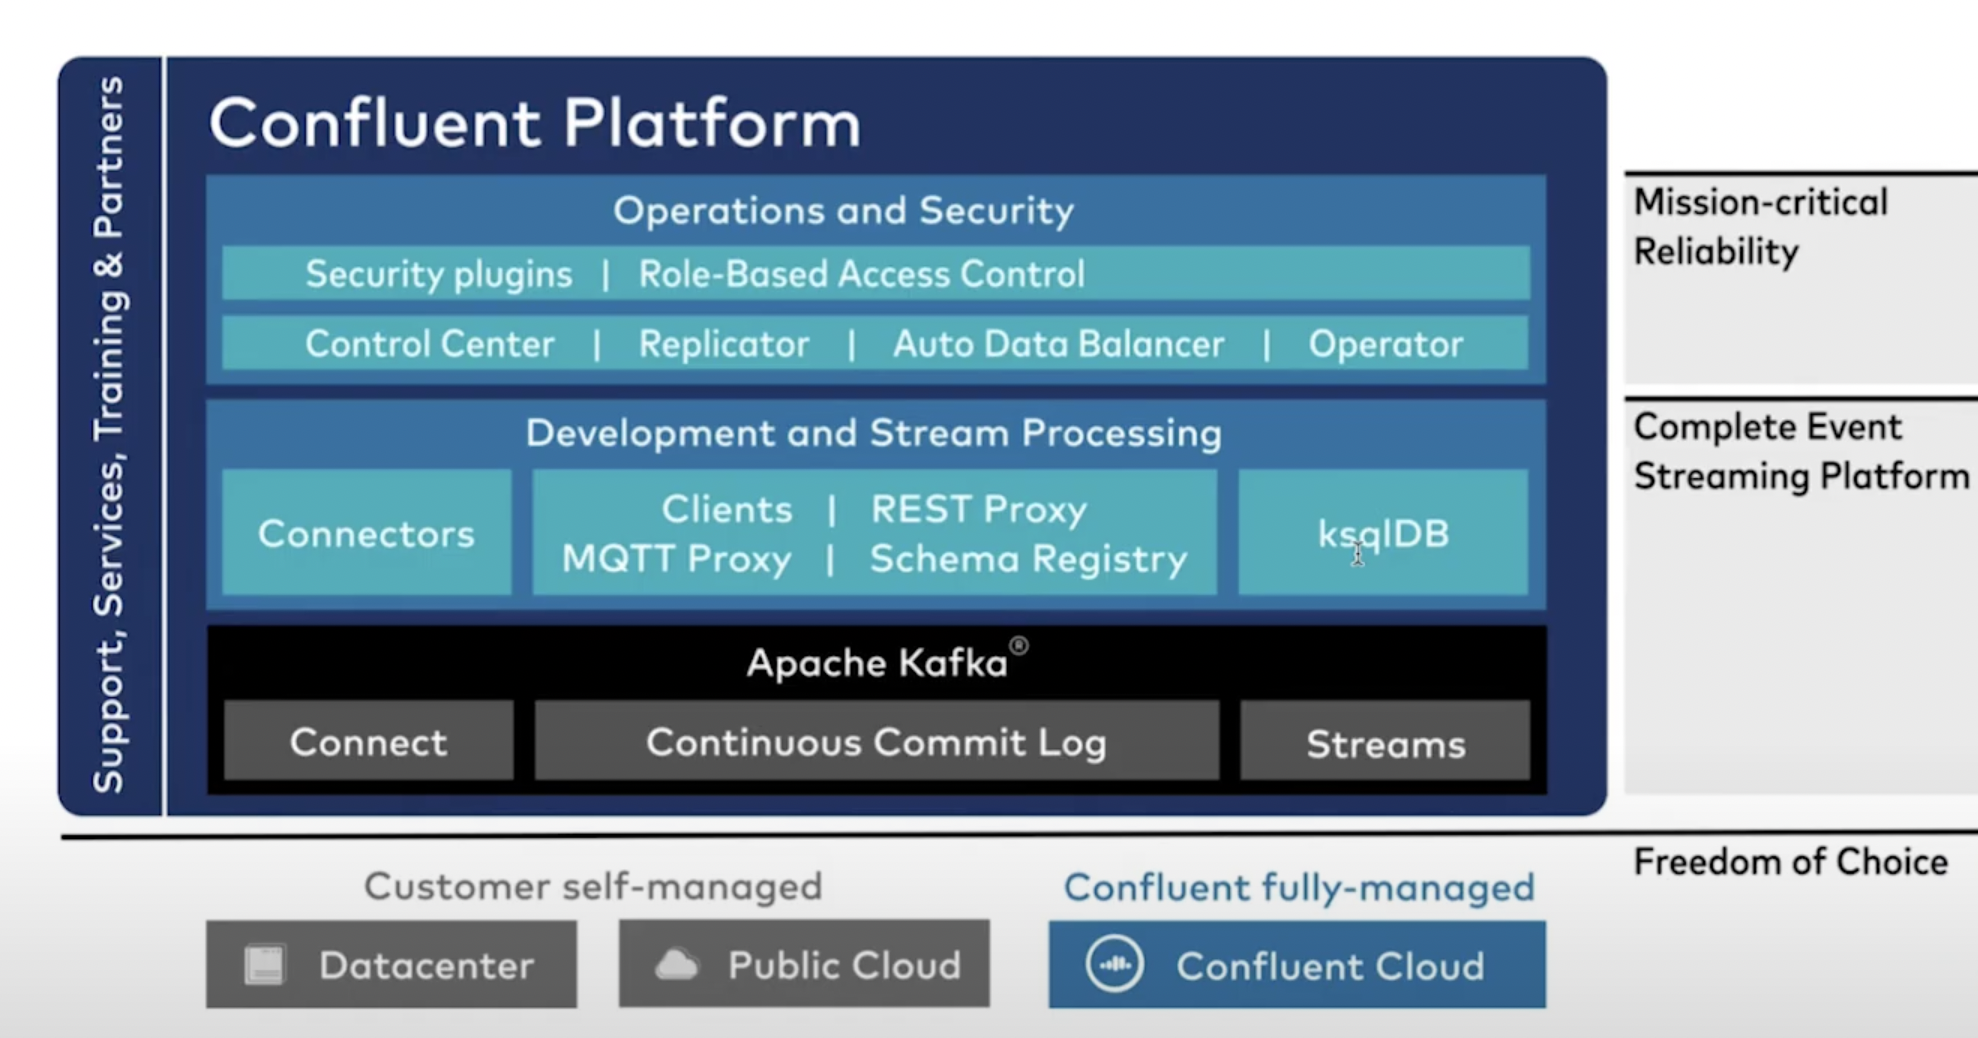 Support, Services, Training & Partners
Confluent Platform
Operations and Security
Security plugins | Role-Based Access Control
Control Center | Replicator | Auto Data Balancer | Operator
Mission-critical
Reliability
Development and Stream Processing
Connectors
Clients | REST Proxy
MQTT Proxy | Schema Registry
ksqlDB
Complete Event
Streaming Platform
Apache Kafka®
Connect
Continuous Commit Log
Streams
Customer self-managed
Datacenter
Public Cloud
Confluent fully-managed
Confluent Cloud
Freedom of Choice